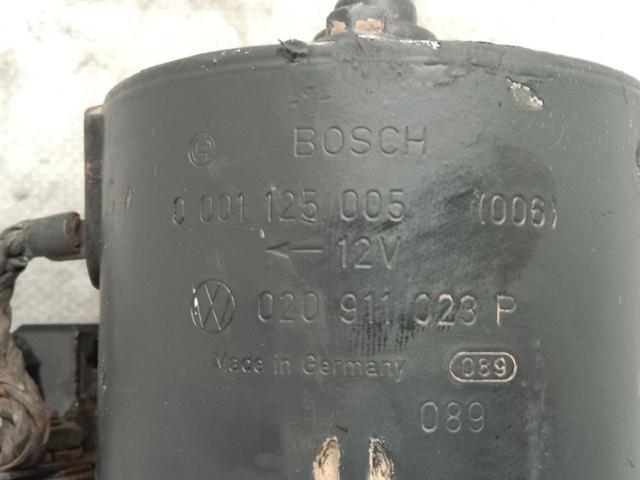 BOSCH
0 001 125 005 (006)
12V
020 911 023 P
Made in Germany 089
089